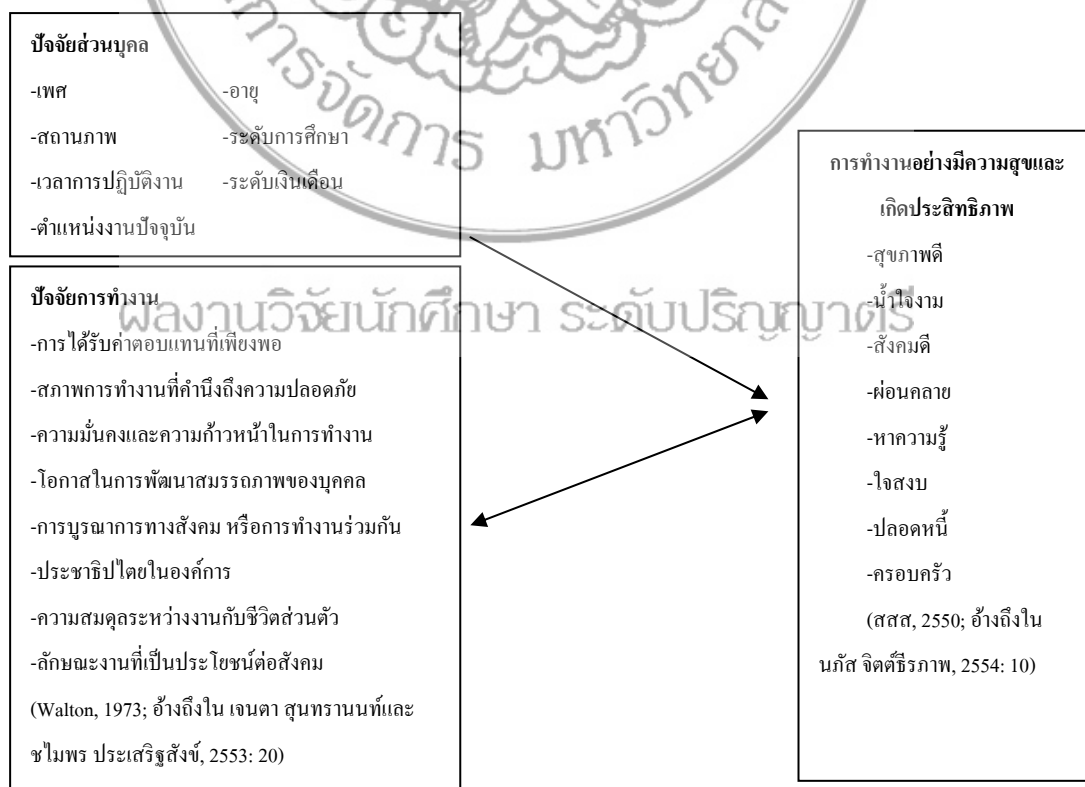 ปัจจัยส่วนบุคล
-เพศ -อายุ
-สถานภาพ -ระดับการศึกษา
-เวลาการปฏิบัติงาน -ระดับเงินเดือน
-ตำแหน่งงานปัจจุบัน
ปัจจัยการทำงาน
-การได้รับค่าตอบแทนที่เพียงพอ
-สภาพการทำงานที่คำนึงถึงความปลอดภัย
-ความมั่นคงและความก้าวหน้าในการทำงาน
-โอกาสในการพัฒนาสมรรถภาพของบุคคล
-การบูรณาการทางสังคม หรือการทำงานร่วมกัน
-ประชาธิปไตยในองค์การ
-ความสมดุลระหว่างงานกับชีวิตส่วนตัว
-ลักษณะงานที่เป็นประโยชน์ต่อสังคม
(Walton, 1973; อ้างถึงใน เจนตา สุนทรานนท์และ
ชไมพร ประเสริฐสังข์, 2553: 20)
การทำงานอย่างมีความสุขและ
เกิดประสิทธิภาพ
-สุขภาพดี
-น้ำใจงาม
-สังคมดี
-ผ่อนคลาย
-หาความรู้
-ใจสงบ
-ปลอดหนี้
-ครอบครัว
(สสส, 2550; อ้างถึงใน
นภัส จิตต์ธีรภาพ, 2554: 10)
การจัดการ มหาวิทยาล
ผลงานวิจัยนักศึกษา ระดับปริญญาตรี